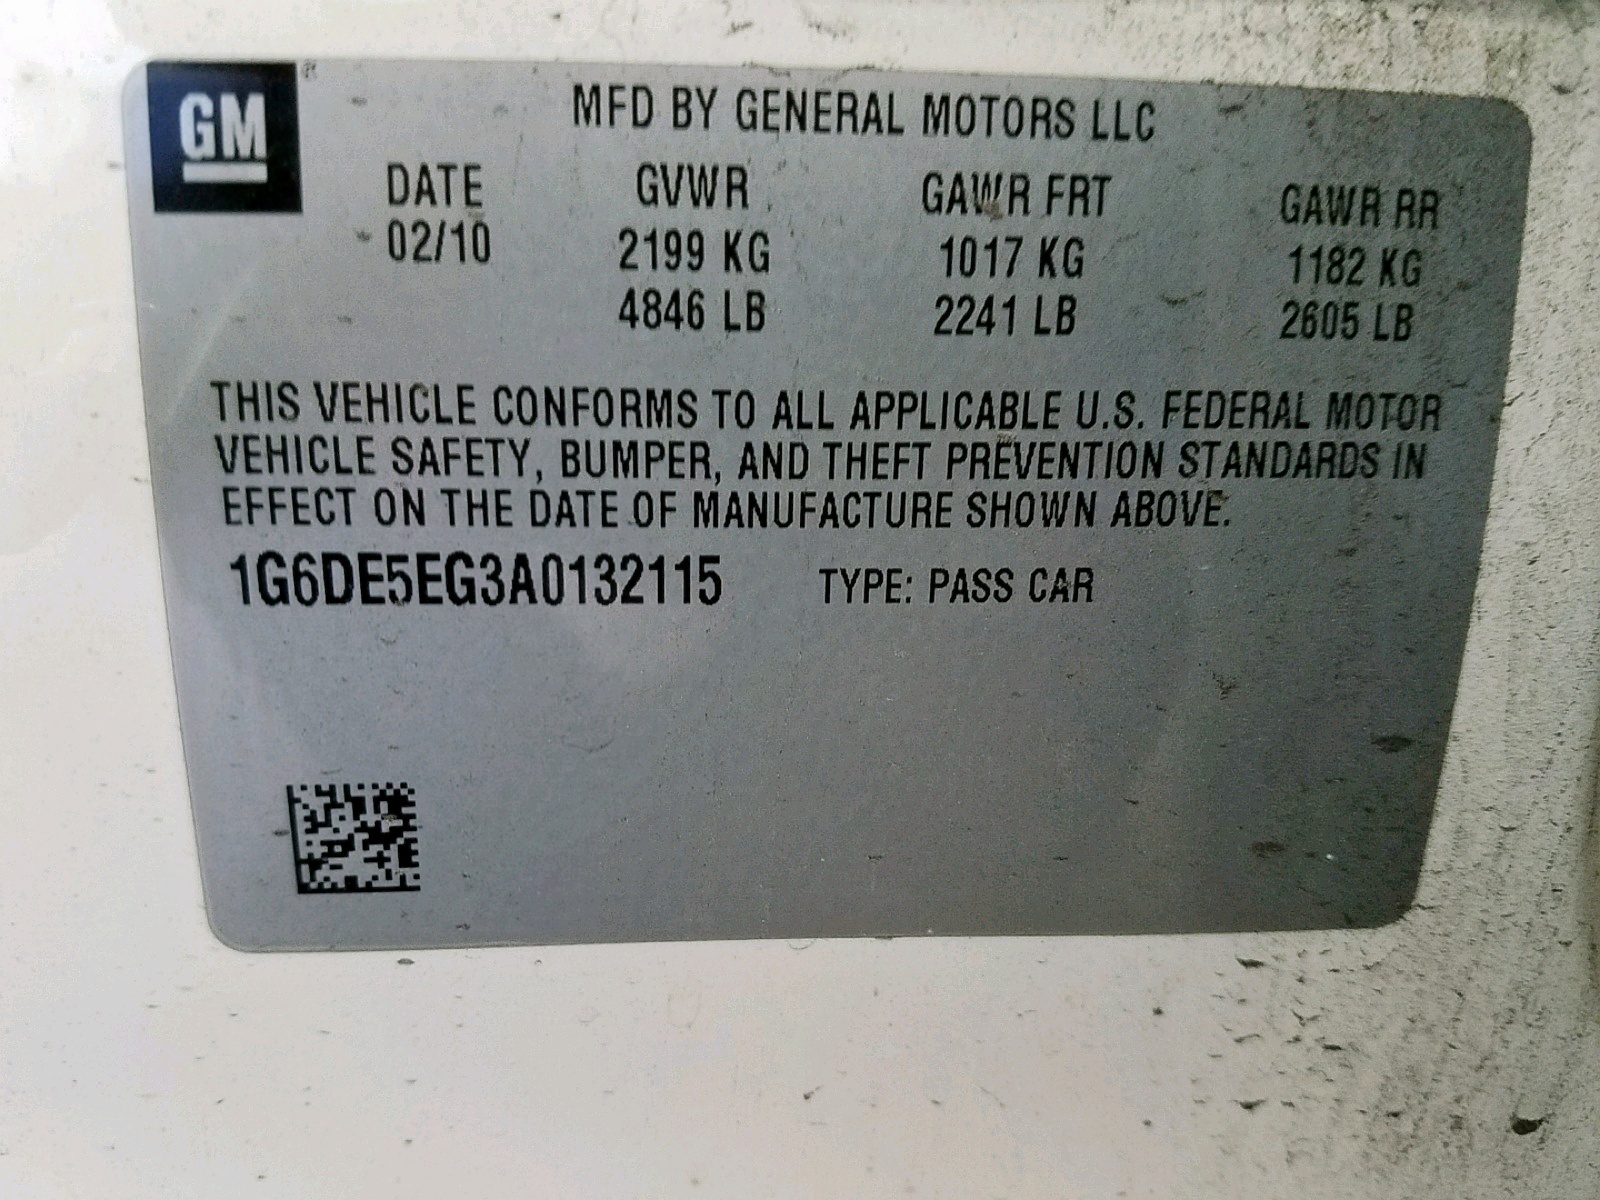 GM
MFD BY GENERAL MOTORS LLC
DATE GVWR GAWR FRT GAWR RR
02/10 2199 KG 1017 KG 1182 KG
4846 LB 2241 LB 2605 LB
THIS VEHICLE CONFORMS TO ALL APPLICABLE U.S. FEDERAL MOTOR
VEHICLE SAFETY, BUMPER, AND THEFT PREVENTION STANDARDS IN
EFFECT ON THE DATE OF MANUFACTURE SHOWN ABOVE.
1G6DE5EG3A0132115 TYPE: PASS CAR